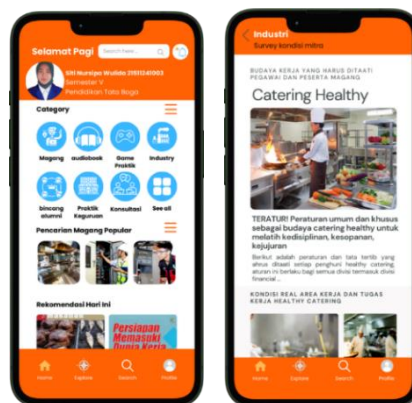 Selamat Pagi
Search here...
Siti Nursipa Wulida 21511241003
Semester V
Pendidikan Tata Boga
Category
Magang
audiobook
Game
Praktik
Industry
bincang
alumni
Praktik
Keguruan
Konsultasi
See all
Pencarian Magang Popular
Rekomendasi Hari Ini
Persiapan
Memasuki
Dunia Kerja
Home
Explore
Search
Profile
Industri
Survey kondisi mitra
BUDAYA KERJA YANG HARUS DITAATI
PEGAWAI DAN PESERTA MAGANG
Catering Healthy
TERATUR! Peraturan umum dan khusus
sebagai budaya catering healthy untuk
melatih kedisiplinan, kesopanan,
kejujuran
Berikut adalah peraturan dan tata tertib yang
ahrus ditaati setiap penghuni healthy catering,
aturan ini berlaku bagi semua divisi termasuk divisi
financial ...
KONDISI REAL AREA KERJA DAN TUGAS
KERJA HEALTHY CATERING
Home
Explore
Search
Profile